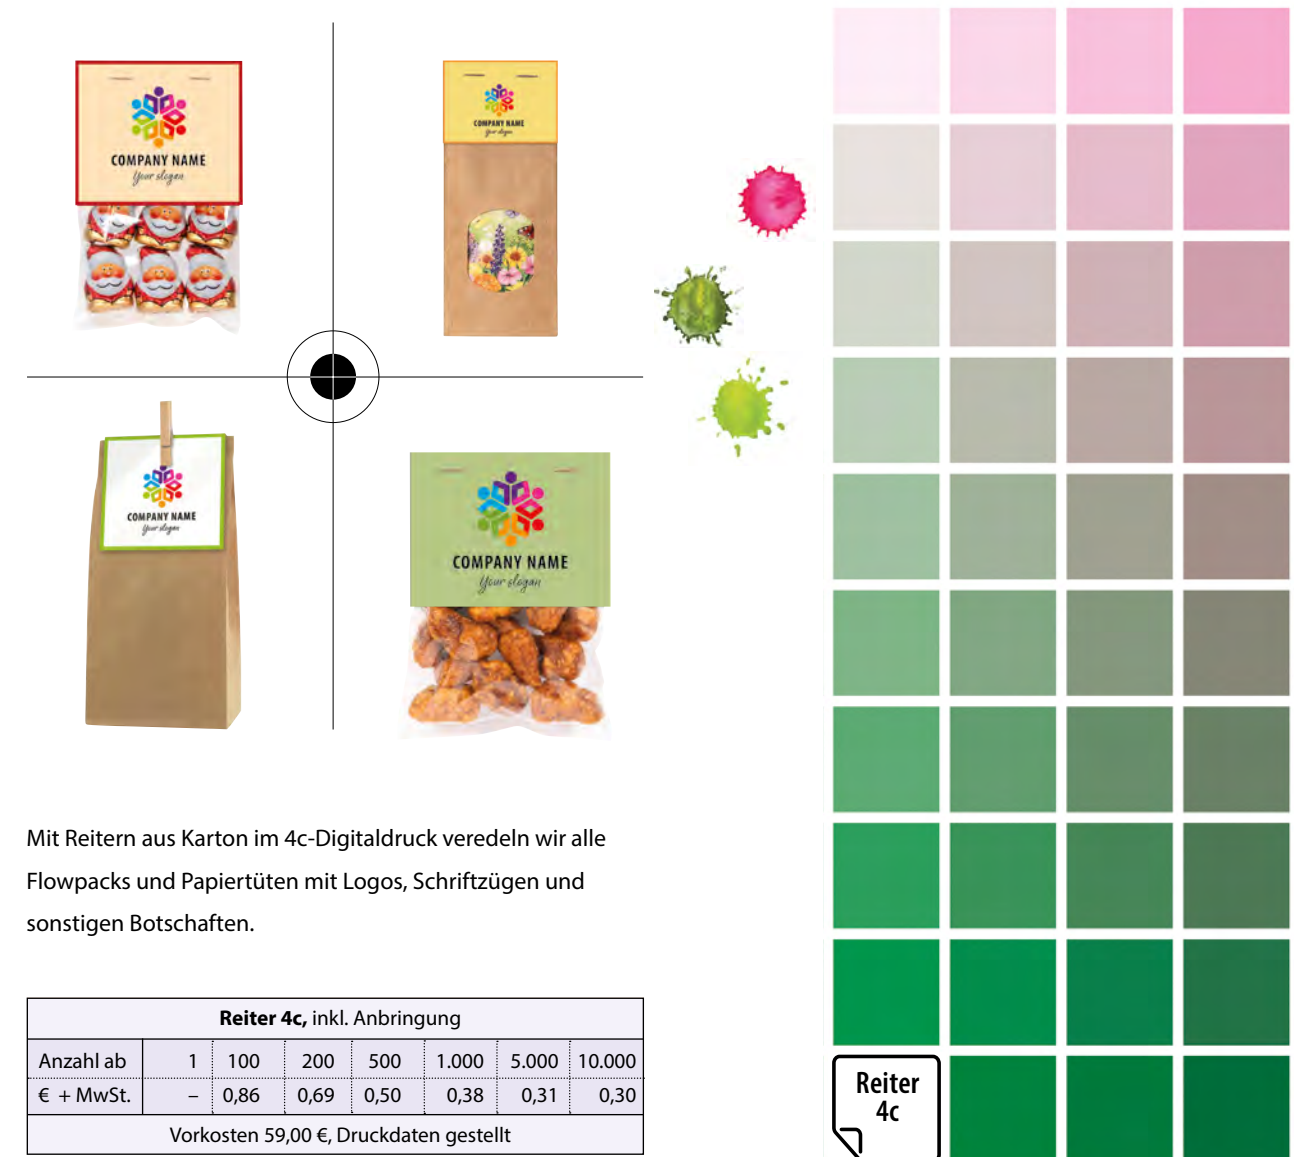 COMPANY NAME
Your slogan
COMPANY NAME
Your slogan
COMPANY NAME
Your slogan
COMPANY NAME
Your slogan
Mit Reitern aus Karton im 4c-Digitaldruck veredeln wir alle
Flowpacks und Papiertüten mit Logos, Schriftzügen und
sonstigen Botschaften.
Reiter 4c, inkl. Anbringung
Anzahl ab 1 100 200 500 1.000 5.000 10.000
€ + MwSt. – 0,86 0,69 0,50 0,38 0,31 0,30
Vorkosten 59,00 €, Druckdaten gestellt
Reiter
4c